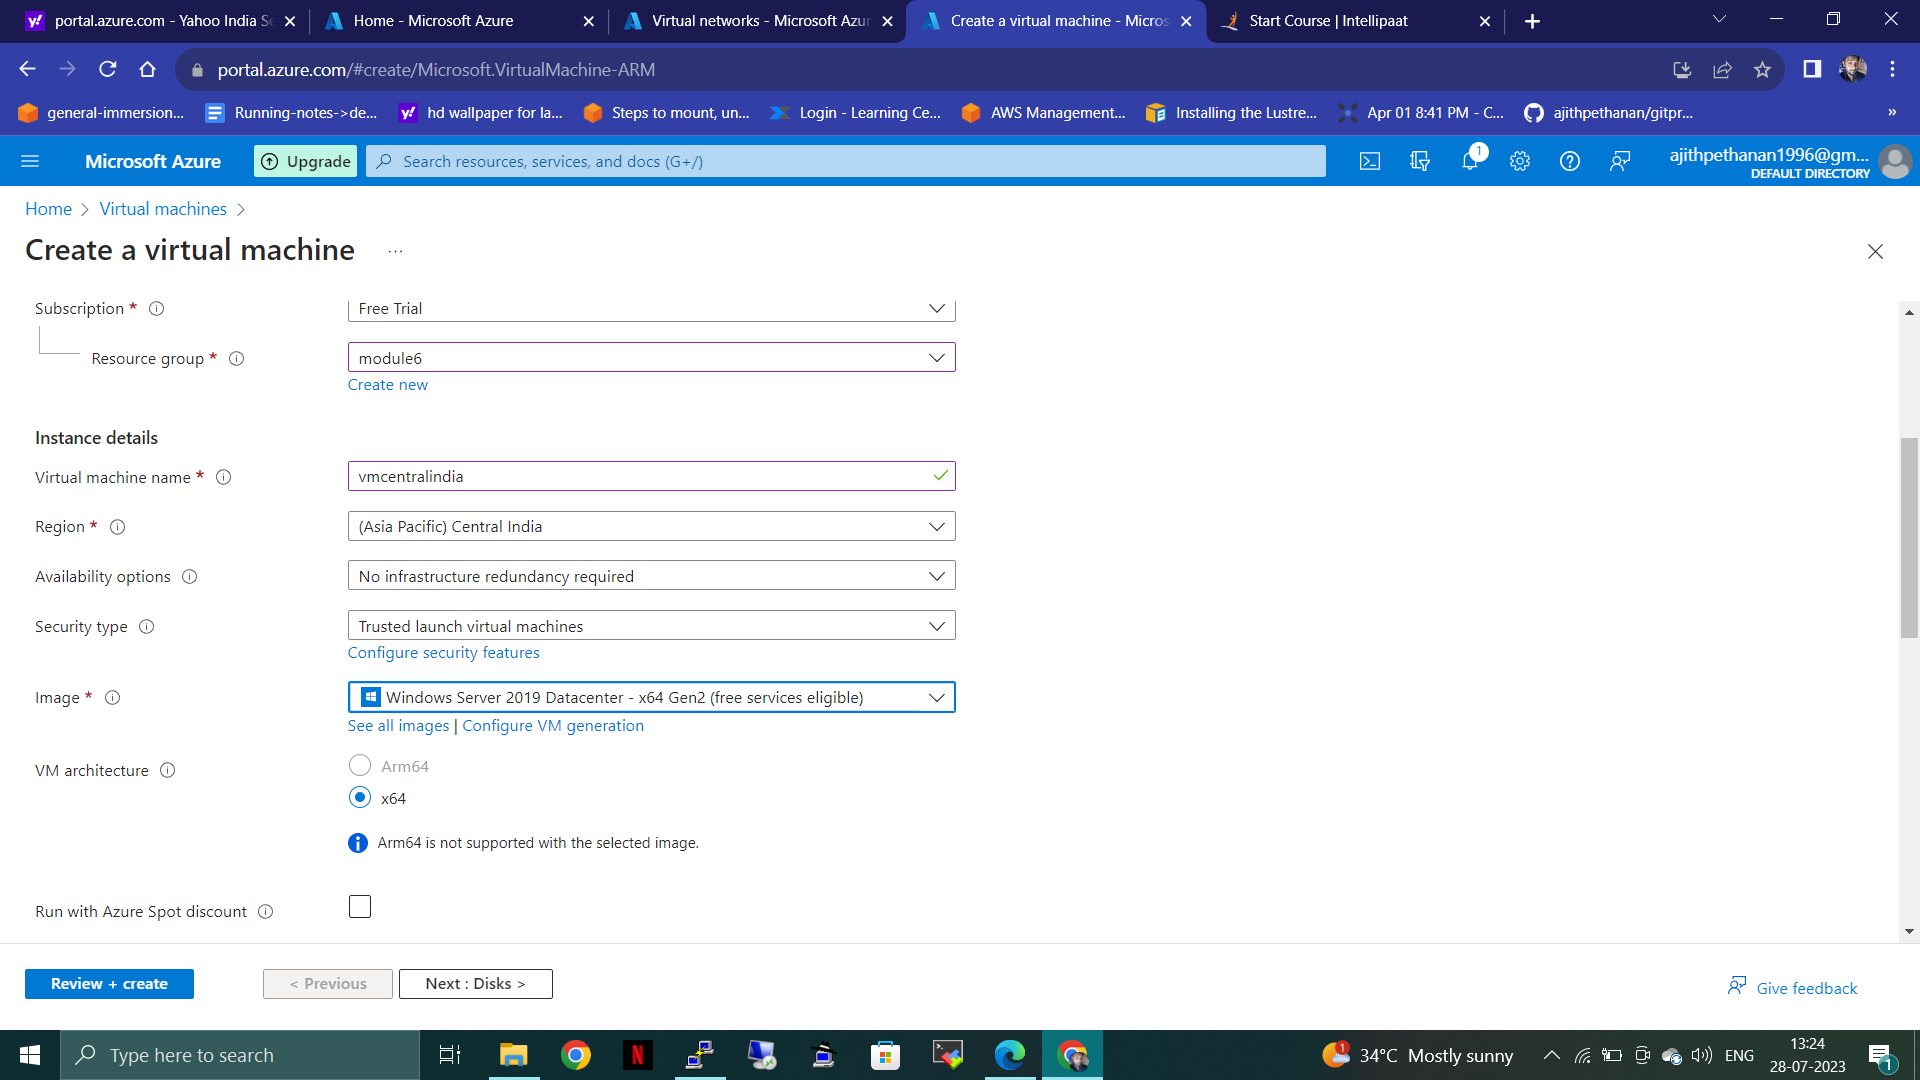 portal.azure.com - Yahoo India Se
Home - Microsoft Azure
Virtual networks - Microsoft Azur
Create a virtual machine - Micros
Start Course | Intellipaat
portal.azure.com/#create/Microsoft.VirtualMachine-ARM
general-immersion...
Running-notes->de...
hd wallpaper for la...
Steps to mount, un...
Login - Learning Ce...
AWS Management...
Installing the Lustre...
Apr 01 8:41 PM - C...
ajithpethanan/gitpr...
»
Microsoft Azure
Upgrade
Search resources, services, and docs (G+/)
1
ajithpethanan1996@gm...
DEFAULT DIRECTORY
Home > Virtual machines >
Create a virtual machine ...
Subscription *
Free Trial
Resource group *
module6
Create new
Instance details
Virtual machine name *
vmcentralindia
Region *
(Asia Pacific) Central India
Availability options
No infrastructure redundancy required
Security type
Trusted launch virtual machines
Configure security features
Image *
Windows Server 2019 Datacenter - x64 Gen2 (free services eligible)
See all images | Configure VM generation
VM architecture
Arm64
x64
Arm64 is not supported with the selected image.
Run with Azure Spot discount
Review + create
< Previous
Next : Disks >
Give feedback
Type here to search
1
34°C Mostly sunny
ENG
13:24
28-07-2023
1